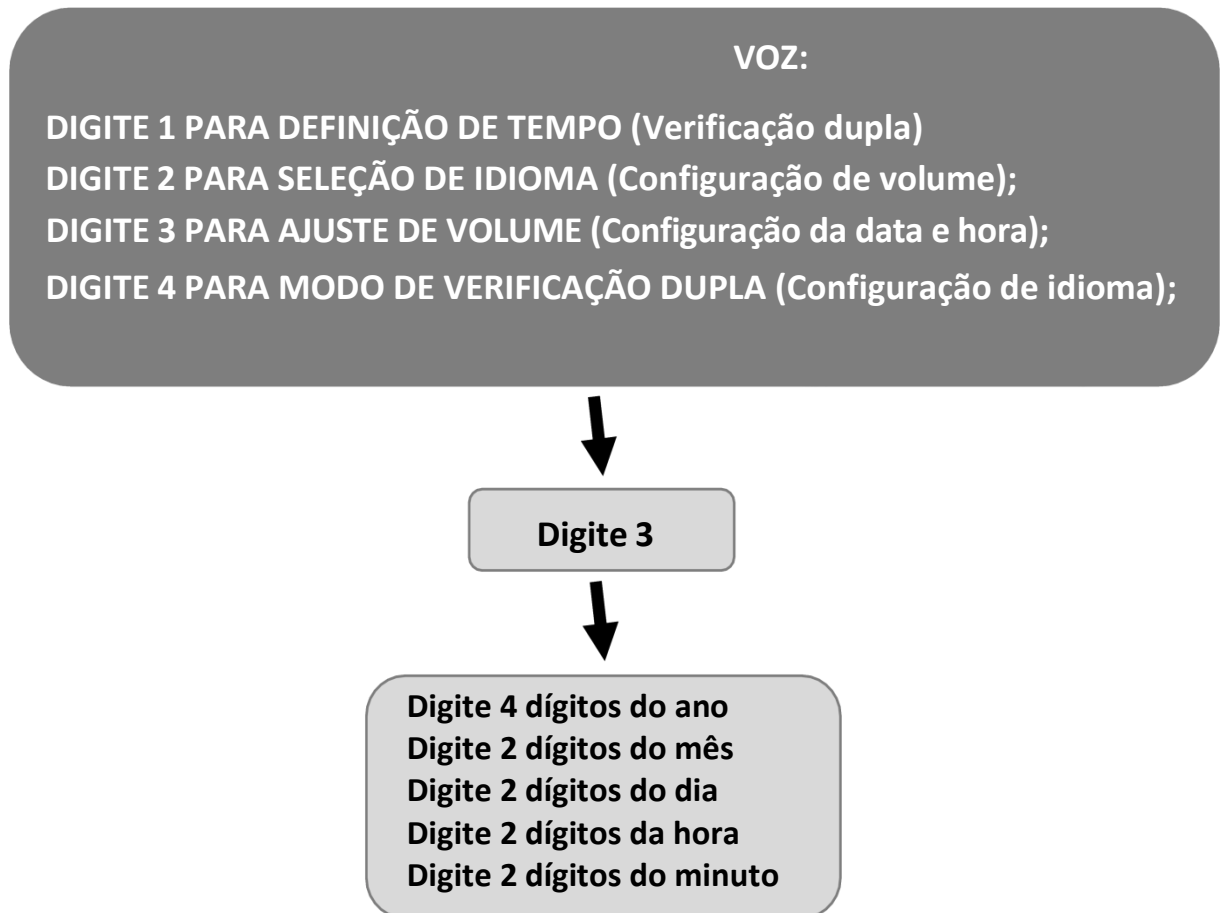 VOZ:
DIGITE 1 PARA DEFINIÇÃO DE TEMPO (Verificação dupla)
DIGITE 2 PARA SELEÇÃO DE IDIOMA (Configuração de volume);
DIGITE 3 PARA AJUSTE DE VOLUME (Configuração da data e hora);
DIGITE 4 PARA MODO DE VERIFICAÇÃO DUPLA (Configuração de idioma);
Digite 3
Digite 4 dígitos do ano
Digite 2 dígitos do mês
Digite 2 dígitos do dia
Digite 2 dígitos da hora
Digite 2 dígitos do minuto